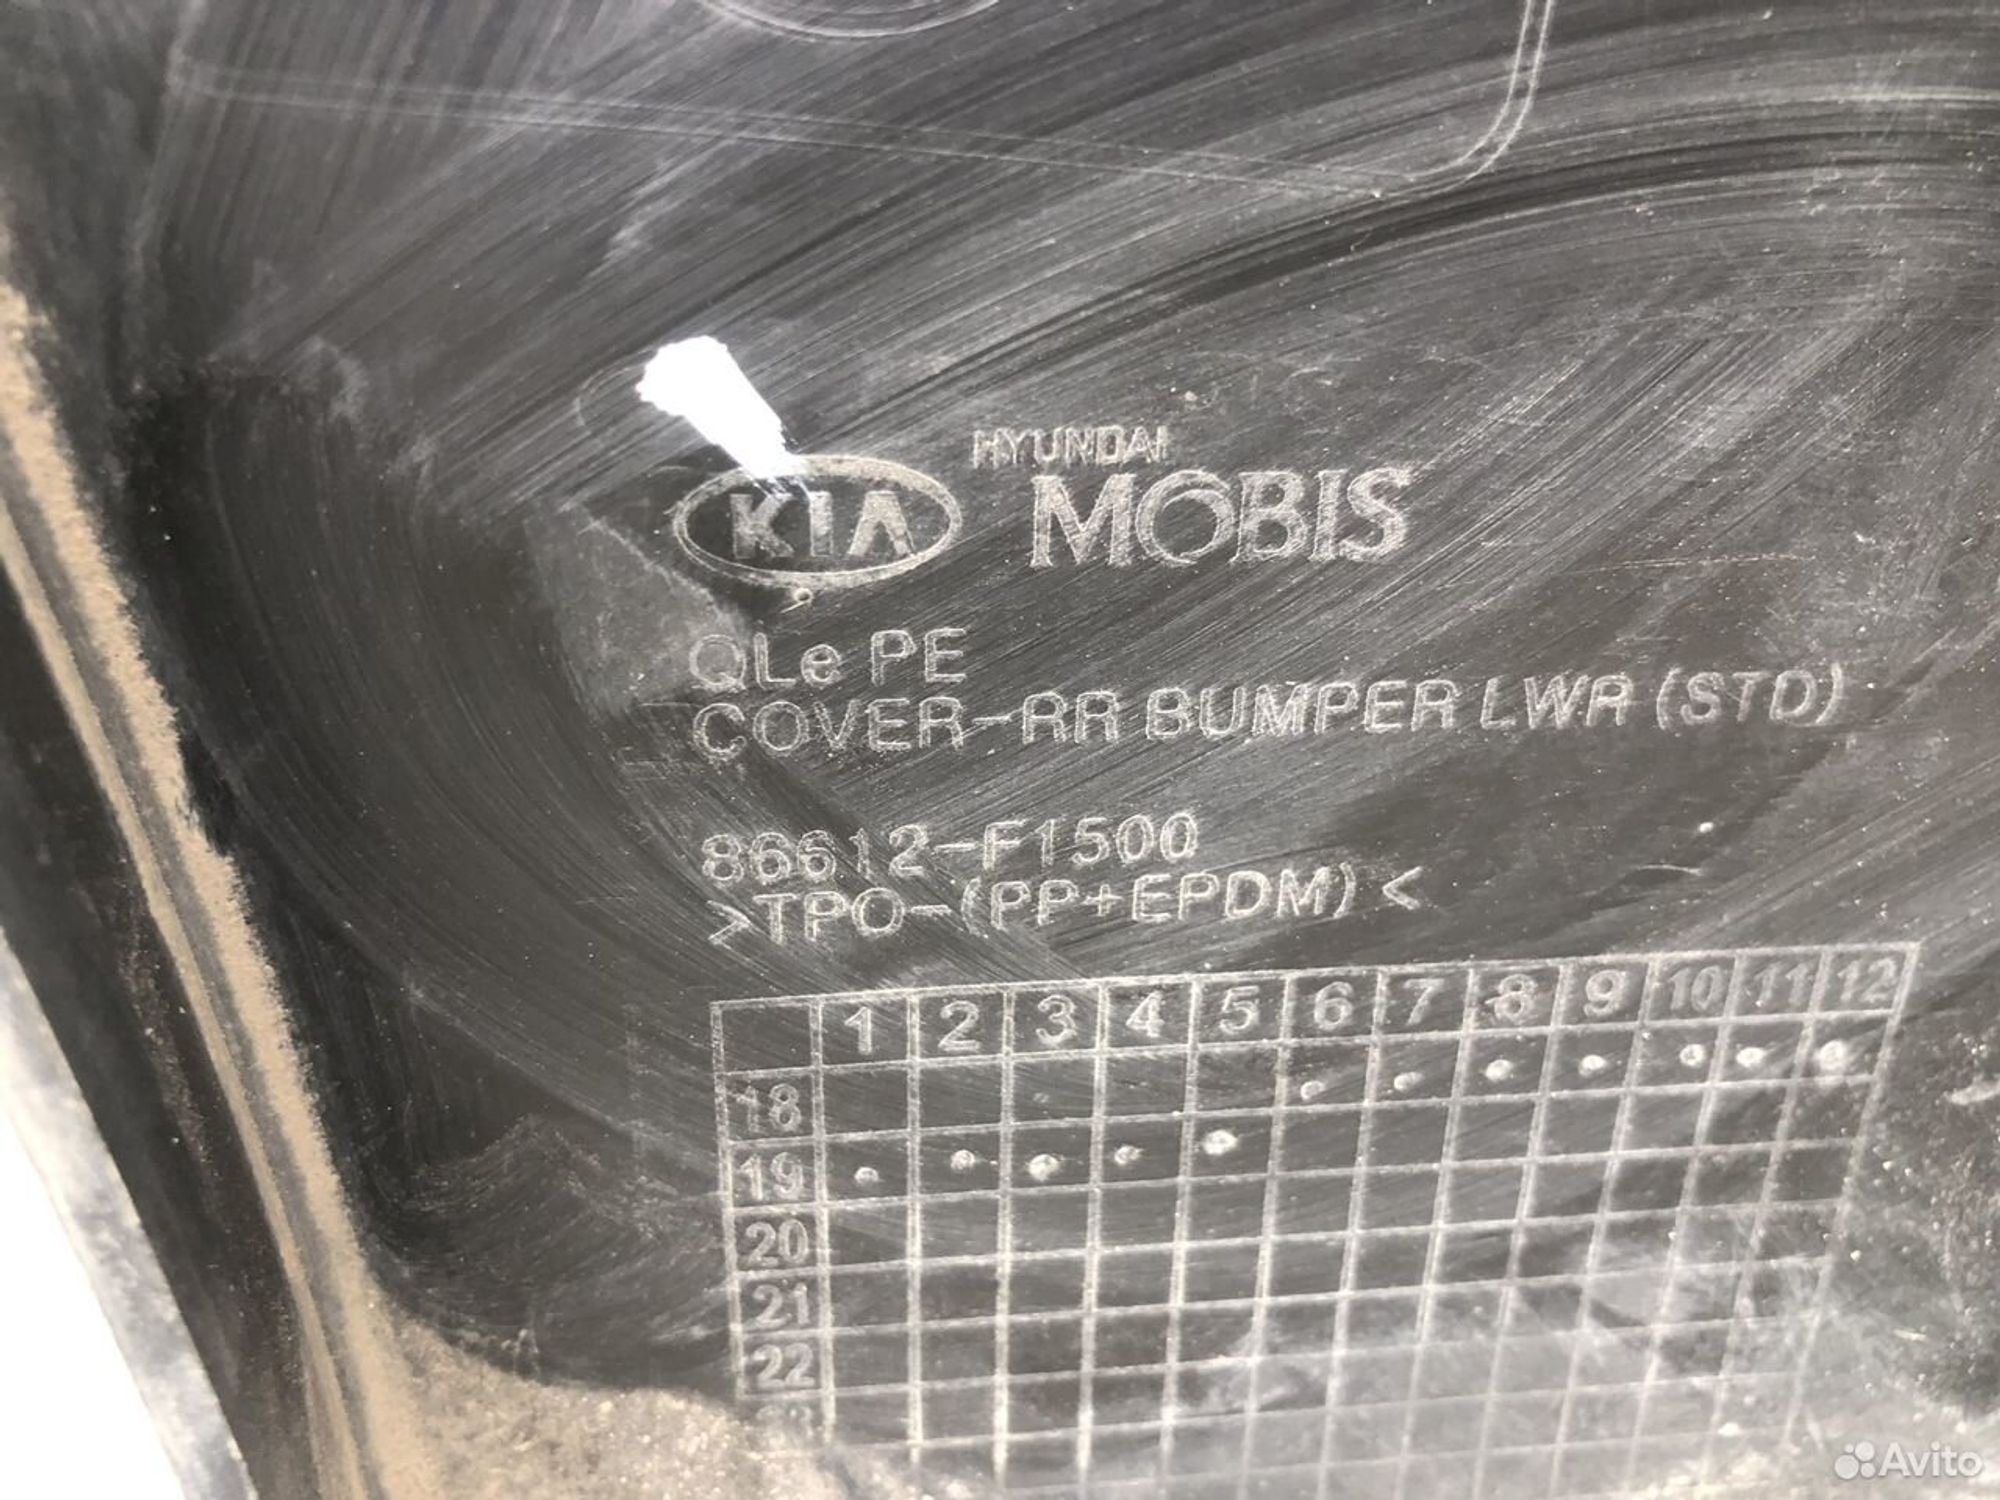 HYUNDAI
KIA MOBIS
QLe PE
COVER-RR BUMPER LWR (STD)
86612-F1500
>TPO-(PP+EPDM)<
1 2 3 4 5 6 7 8 9 10 11 12
18
19
20
21
22
23
Avito